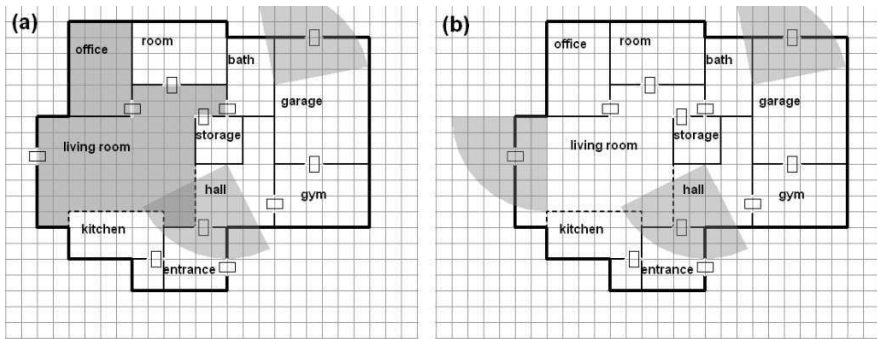 (a)
office
room
bath
garage
living room
storage
hall
gym
kitchen
entrance
(b)
office
room
bath
garage
living room
storage
hall
gym
kitchen
entrance